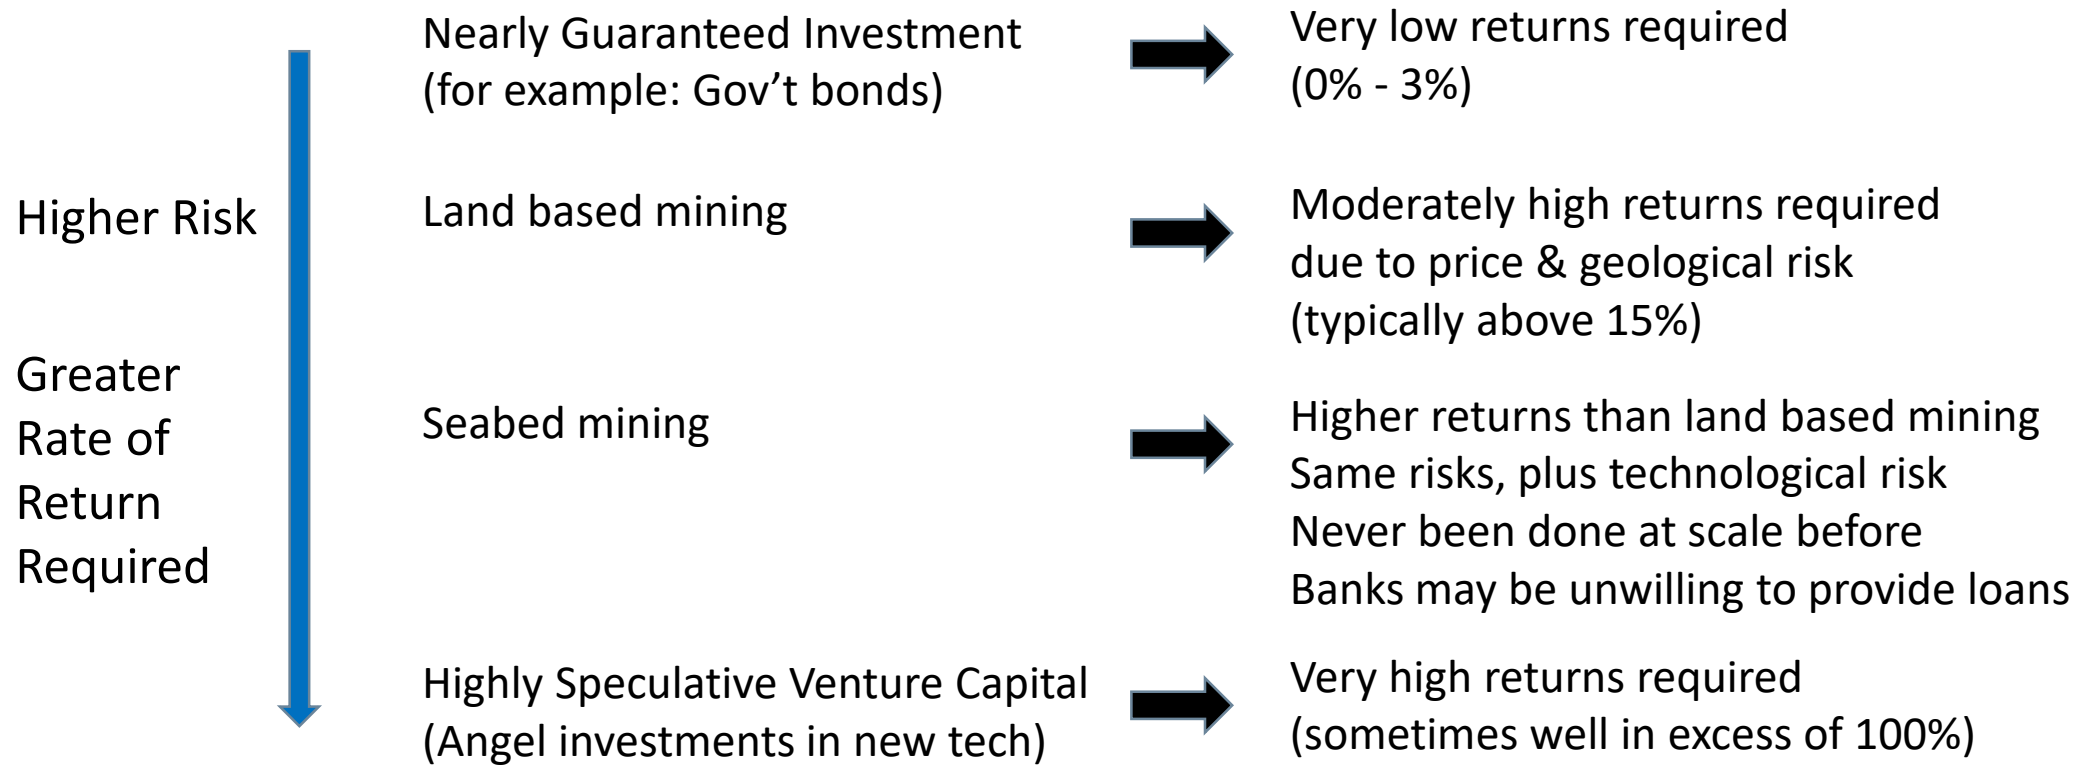 Nearly Guaranteed Investment
(for example: Gov’t bonds)
Very low returns required
(0% - 3%)
Higher Risk
Land based mining
Moderately high returns required
due to price & geological risk
(typically above 15%)
Greater
Rate of
Return
Required
Seabed mining
Higher returns than land based mining
Same risks, plus technological risk
Never been done at scale before
Banks may be unwilling to provide loans
Highly Speculative Venture Capital
(Angel investments in new tech)
Very high returns required
(sometimes well in excess of 100%)